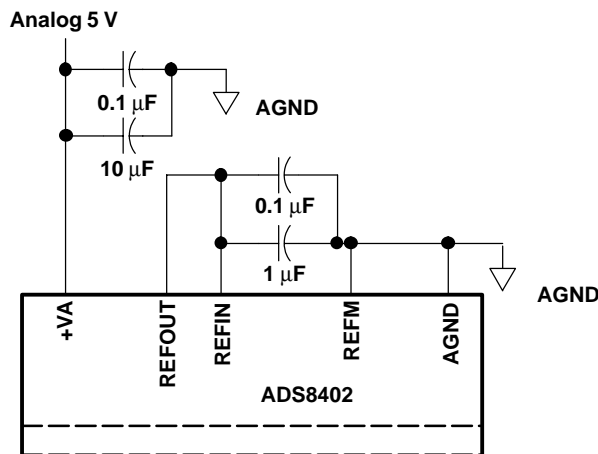 Analog 5 V
0.1 μF
AGND
10 μF
0.1 μF
1 μF
AGND
+VA
REFOUT
REFIN
REFM
AGND
ADS8402